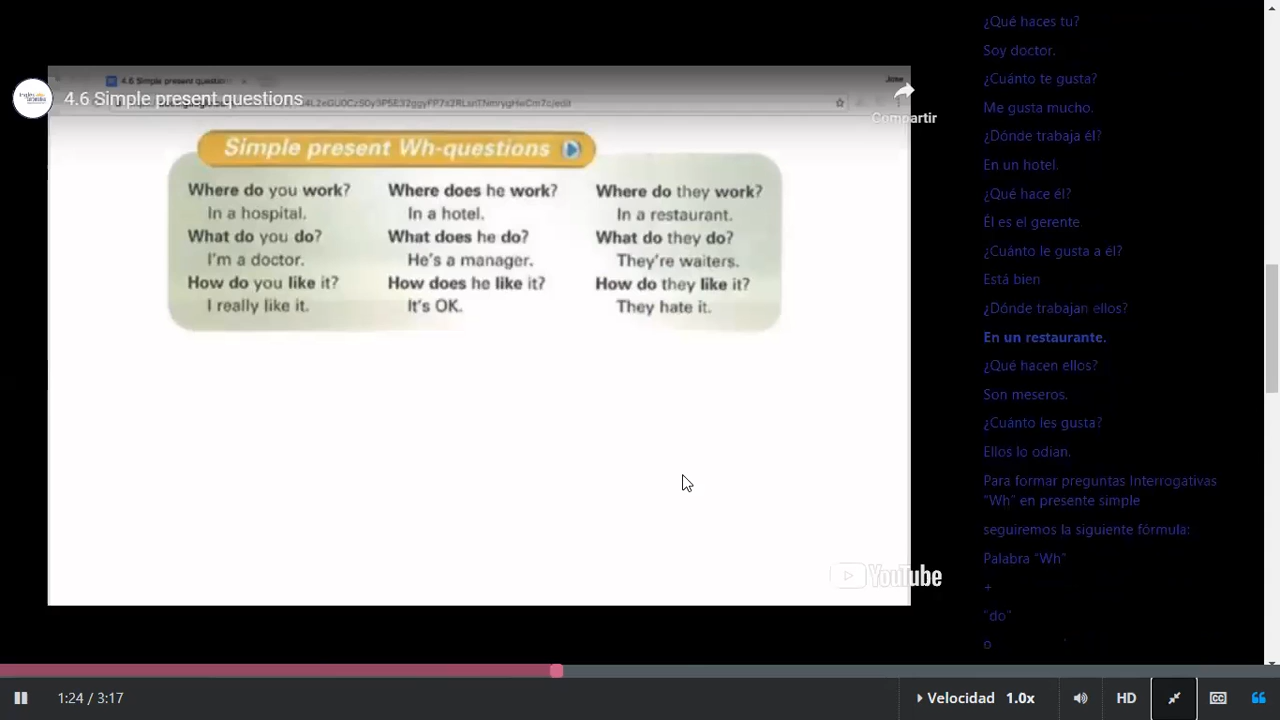 4.6 Simple present questions
Compartir
Simple present Wh-questions
Where do you work?
In a hospital.
What do you do?
I'm a doctor.
How do you like it?
I really like it.
Where does he work?
In a hotel.
What does he do?
He's a manager.
How does he like it?
It's OK.
Where do they work?
In a restaurant.
What do they do?
They're waiters.
How do they like it?
They hate it.
YouTube
¿Qué haces tu?
Soy doctor.
¿Cuánto te gusta?
Me gusta mucho.
¿Dónde trabaja él?
En un hotel.
¿Qué hace él?
Él es el gerente
¿Cuánto le gusta a él?
Está bien
¿Dónde trabajan ellos?
En un restaurante.
¿Qué hacen ellos?
Son meseros.
¿Cuánto les gusta?
Ellos lo odian.
Para formar preguntas Interrogativas
“Wh” en presente simple
seguiremos la siguiente fórmula:
Palabra “Wh”
+
“do”
o
1:24 / 3:17
Velocidad 1.0x
HD
CC